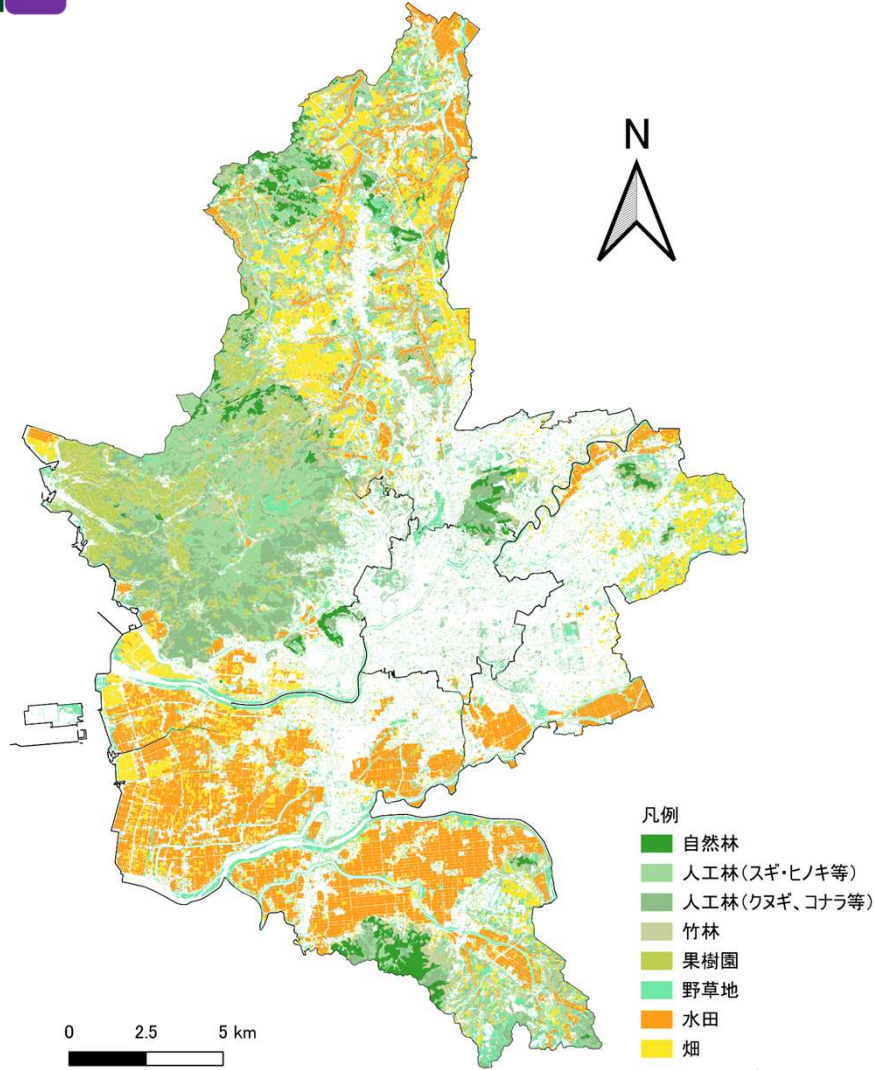 N
凡例
自然林
人工林(スギ・ヒノキ等)
人工林(クヌギ、コナラ等)
竹林
果樹園
野草地
水田
畑
0 2.5 5 km